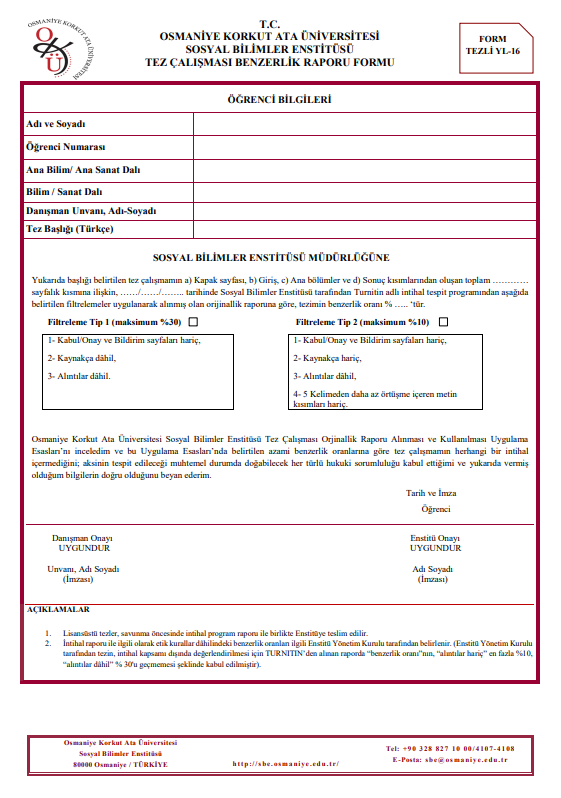 OSMANİYE KORKUT ATA ÜNİVERSİTESİ
OKÜ
T.C.
OSMANİYE KORKUT ATA ÜNİVERSİTESİ
SOSYAL BİLİMLER ENSTİTÜSÜ
TEZ ÇALIŞMASI BENZERLİK RAPORU FORMU
FORM
TEZLİ YL-16
ÖĞRENCİ BİLGİLERİ
Adı ve Soyadı
Öğrenci Numarası
Ana Bilim/ Ana Sanat Dalı
Bilim / Sanat Dalı
Danışman Unvanı, Adı-Soyadı
Tez Başlığı (Türkçe)
SOSYAL BİLİMLER ENSTİTÜSÜ MÜDÜRLÜĞÜNE
Yukarıda başlığı belirtilen tez çalışmamın a) Kapak sayfası, b) Giriş, c) Ana bölümler ve d) Sonuç kısımlarından oluşan toplam …………
sayfalık kısmına ilişkin, ……/……/…….. tarihinde Sosyal Bilimler Enstitüsü tarafından Turnitin adlı intihal tespit programından aşağıda
belirtilen filtrelemeler uygulanarak alınmış olan orijinallik raporuna göre, tezimin benzerlik oranı % ….. ‘tür.
Filtreleme Tip 1 (maksimum %30) ☐
Filtreleme Tip 2 (maksimum %10) ☐
1- Kabul/Onay ve Bildirim sayfaları hariç,
2- Kaynakça dâhil,
3- Alıntılar dâhil.
1- Kabul/Onay ve Bildirim sayfaları hariç,
2- Kaynakça hariç,
3- Alıntılar dâhil,
4- 5 Kelimeden daha az örtüşme içeren metin
kısımları hariç.
Osmaniye Korkut Ata Üniversitesi Sosyal Bilimler Enstitüsü Tez Çalışması Orjinallik Raporu Alınması ve Kullanılması Uygulama
Esasları’nı inceledim ve bu Uygulama Esasları’nda belirtilen azami benzerlik oranlarına göre tez çalışmamın herhangi bir intihal
içermediğini; aksinin tespit edileceği muhtemel durumda doğabilecek her türlü hukuki sorumluluğu kabul ettiğimi ve yukarıda vermiş
olduğum bilgilerin doğru olduğunu beyan ederim.
Tarih ve İmza
Öğrenci
Danışman Onayı
UYGUNDUR
Unvanı, Adı Soyadı
(İmzası)
Enstitü Onayı
UYGUNDUR
Adı Soyadı
(İmzası)
AÇIKLAMALAR
1. Lisansüstü tezler, savunma öncesinde intihal program raporu ile birlikte Enstitüye teslim edilir.
2. İntihal raporu ile ilgili olarak etik kurallar dâhilindeki benzerlik oranları ilgili Enstitü Yönetim Kurulu tarafından belirlenir. (Enstitü Yönetim Kurulu
tarafından tezin, intihal kapsamı dışında değerlendirilmesi için TURNITIN’den alınan raporda “benzerlik oranı”nın, “alıntılar hariç” en fazla %10,
“alıntılar dâhil” % 30'u geçmemesi şeklinde kabul edilmiştir).
Osmaniye Korkut Ata Üniversitesi
Sosyal Bilimler Enstitüsü
80000 Osmaniye / TÜRKİYE
http://sbe.osmaniye.edu.tr/
Tel: +90 328 827 10 00/4107-4108
E-Posta: sbe@osmaniye.edu.tr